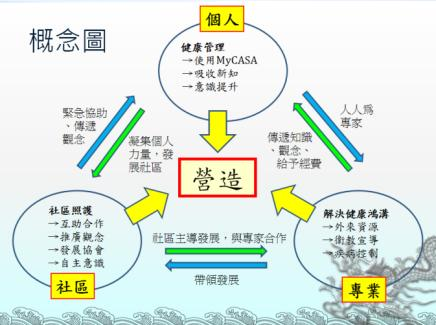 概念圖
個人
健康管理
→使用MyCASA
→吸收新知
→意識提升
緊急協助
、傳遞
觀念
凝集個人
力量，發
展社區
傳遞知識
、觀念、
給予經費
人人為
專家
營造
社區照護
→互助合作
→推廣觀念
→發展協會
→自主意識
社區
社區主導發展，與專家合作
帶領發展
解決健康鴻溝
→外來資源
→衛教宣導
→疾病控制
專業